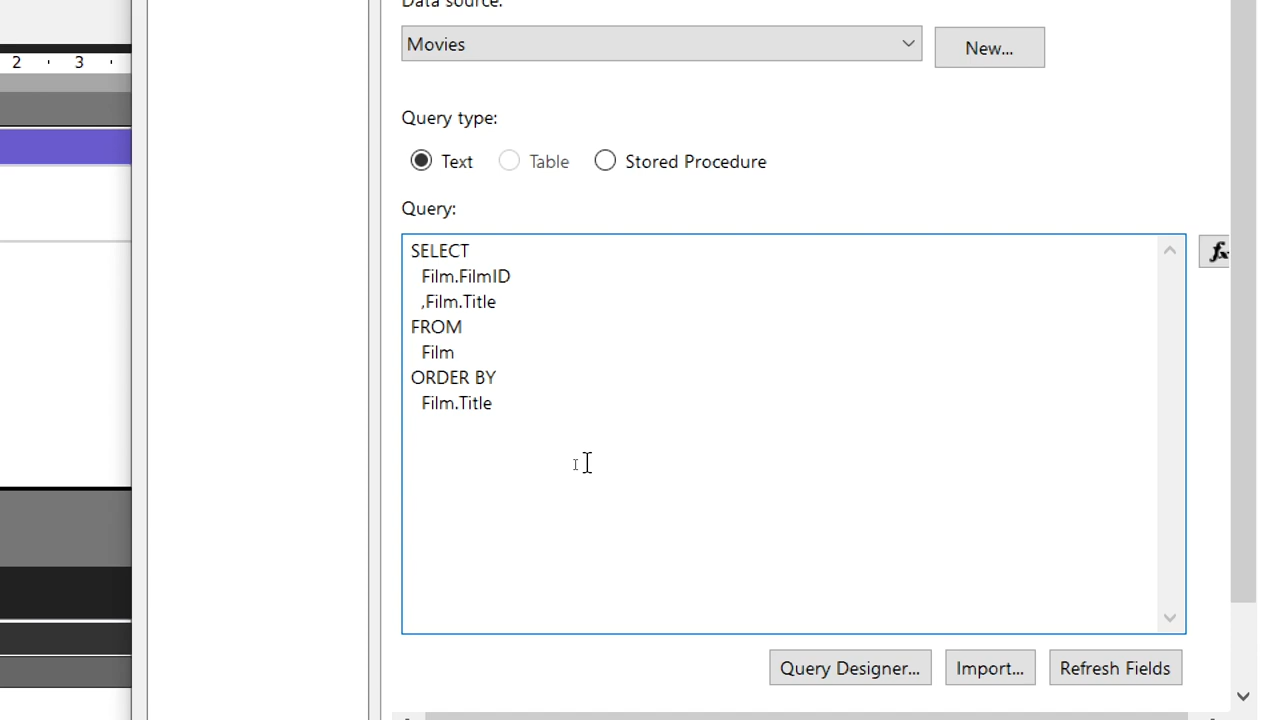 Data source:
2 · 3 ·
Movies
New...
Query type:
Text
Table
Stored Procedure
Query:
SELECT
Film.FilmID
,Film.Title
FROM
Film
ORDER BY
Film.Title
fx
Query Designer...
Import...
Refresh Fields